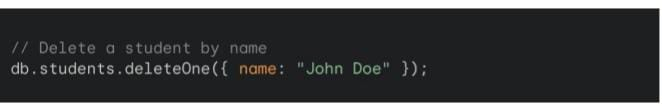 // Delete a student by name
db.students.deleteOne({ name: "John Doe" });